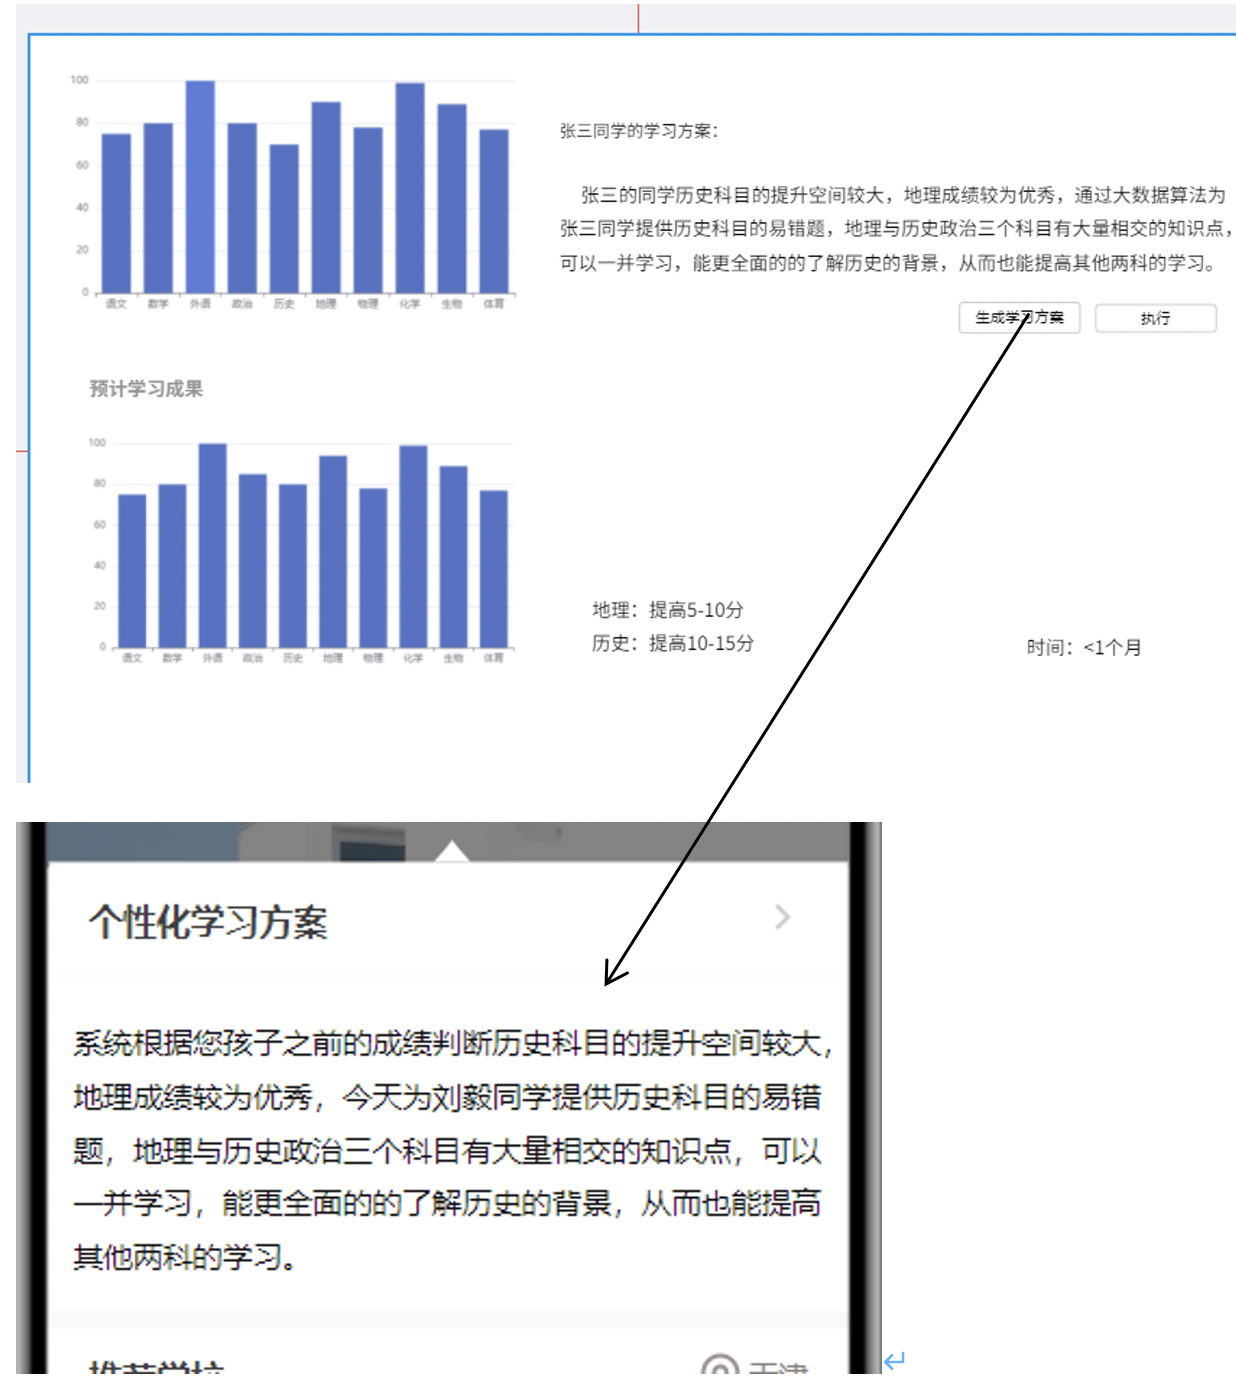 100
80
60
40
20
0
语文 数学 外语 政治 历史 地理 物理 化学 生物 体育
张三同学的学习方案：
张三的同学历史科目的提升空间较大，地理成绩较为优秀，通过大数据算法为
张三同学提供历史科目的易错题，地理与历史政治三个科目有大量相交的知识点，
可以一并学习，能更全面的的了解历史的背景，从而也能提高其他两科的学习。
生成学习方案 执行
预计学习成果
100
80
60
40
20
0
语文 数学 外语 政治 历史 地理 物理 化学 生物 体育
地理：提高5-10分
历史：提高10-15分
时间：<1个月
个性化学习方案
系统根据您孩子之前的成绩判断历史科目的提升空间较大，
地理成绩较为优秀，今天为刘毅同学提供历史科目的易错
题，地理与历史政治三个科目有大量相交的知识点，可以
一并学习，能更全面的的了解历史的背景，从而也能提高
其他两科的学习。
推荐学校 天津